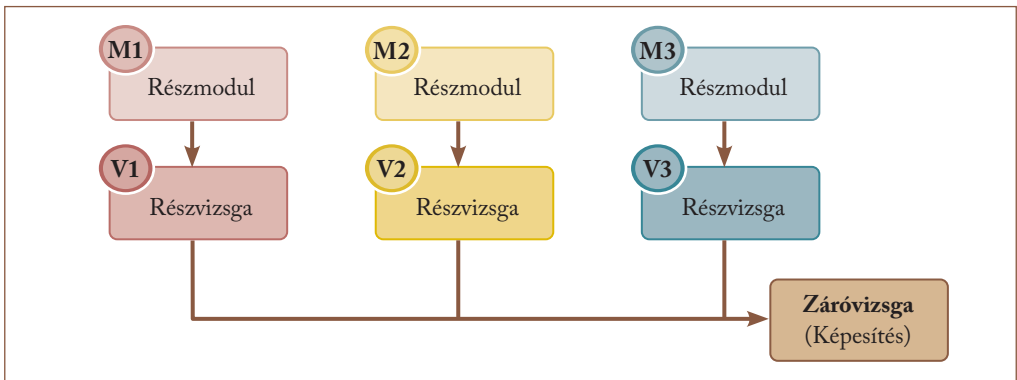 M1
Részmodul
M2
Részmodul
M3
Részmodul
V1
Részvizsga
V2
Részvizsga
V3
Részvizsga
Záróvizsga
(Képesítés)